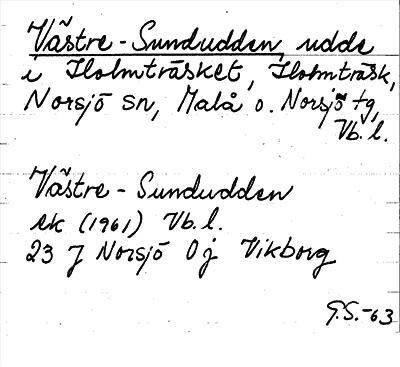 Västre-Sundudden, udde
i Holmträsket, Holmträsk,
Norsjö sn, Malå o. Norsjö tg,
Vb. l.
Västre-Sundudden
ek (1961) Vb. l.
23 J Norsjö 0 j Vikborg
G.S.-63